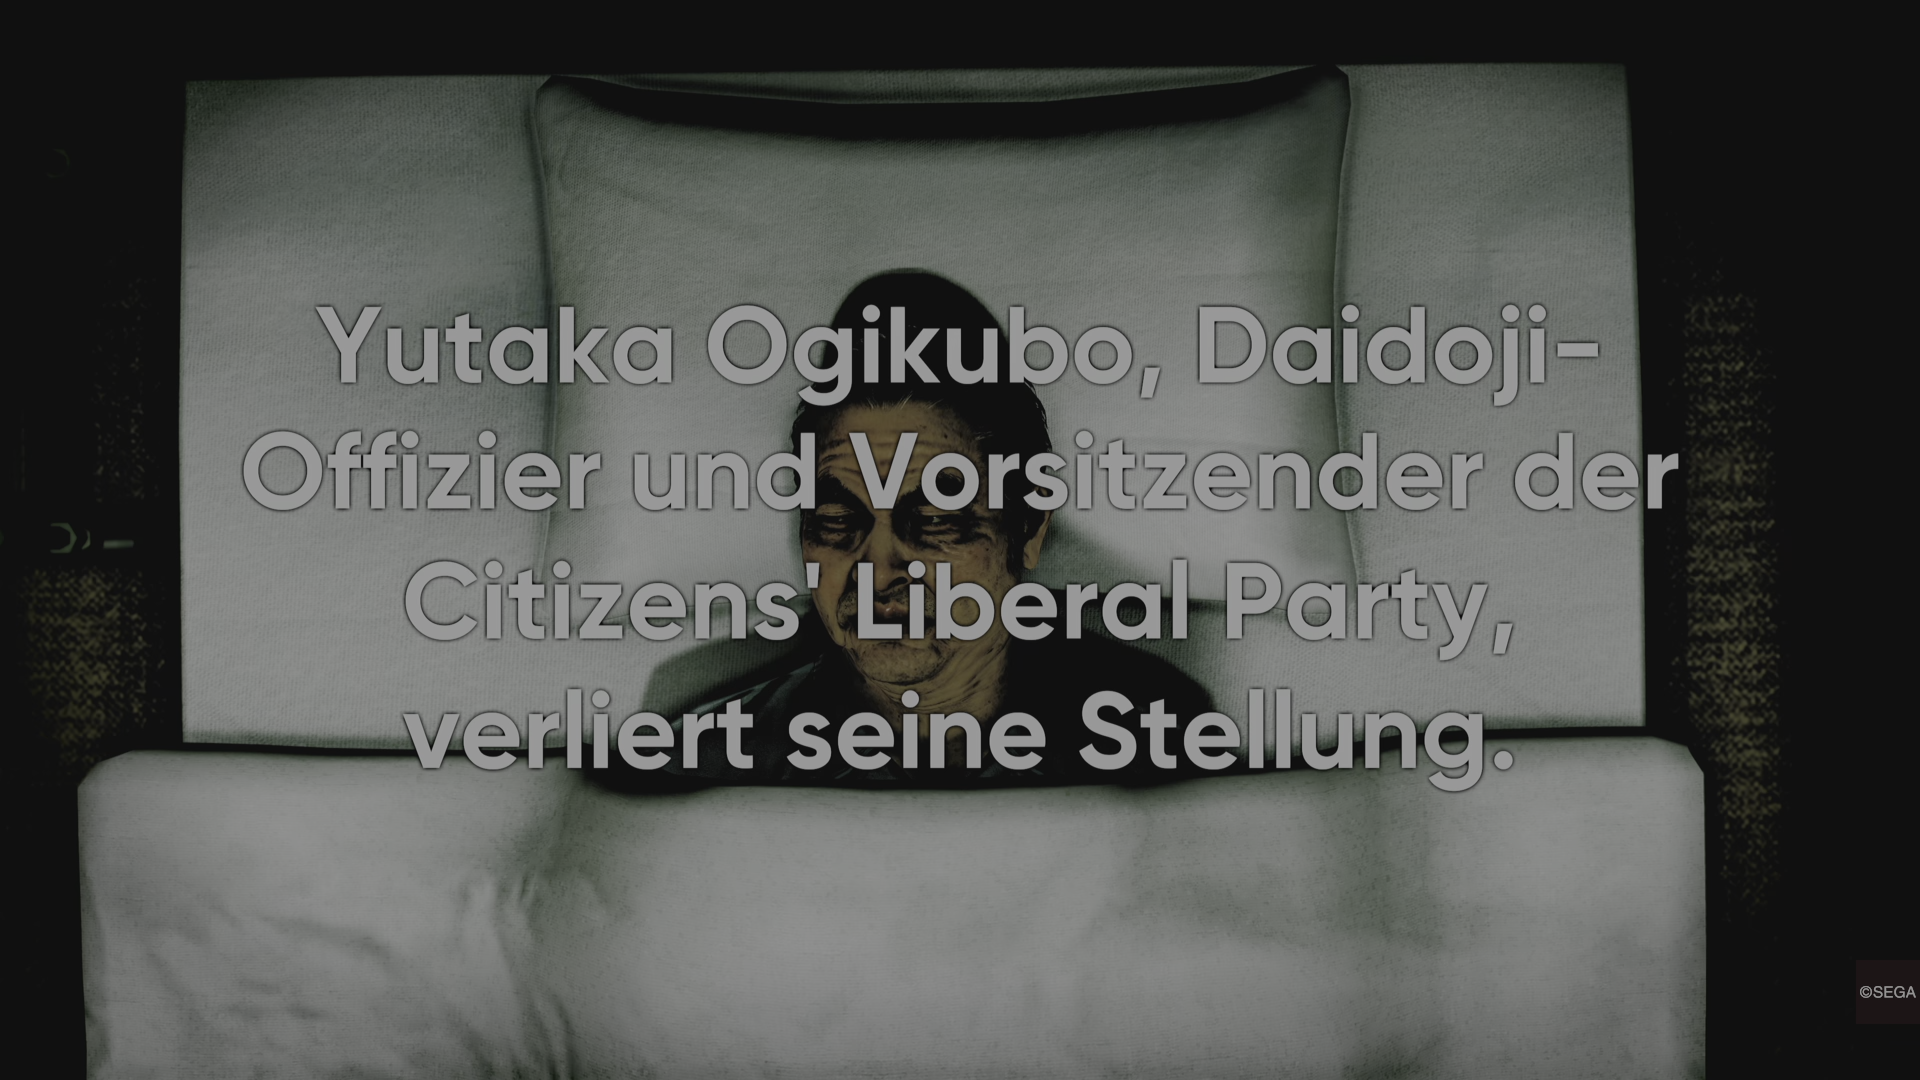 Yutaka Ogikubo, Daidoji-
Offizier und Vorsitzender der
Citizens' Liberal Party,
verliert seine Stellung.
©SEGA